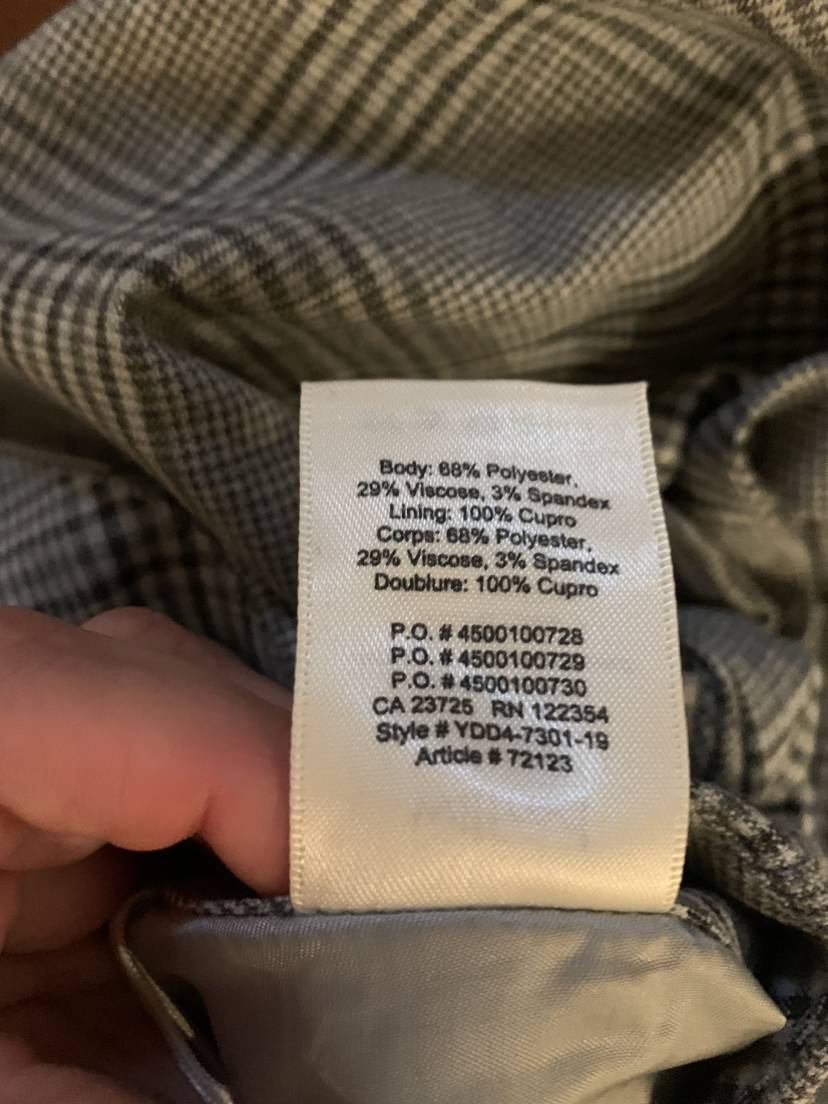 Body: 68% Polyester,
29% Viscose, 3% Spandex
Lining: 100% Cupro
Corps: 68% Polyester,
29% Viscose, 3% Spandex
Doublure: 100% Cupro
P.O. # 4500100728
P.O. # 4500100729
P.O. # 4500100730
CA 23725 RN 122354
Style # YDD4-7301-19
Article # 72123